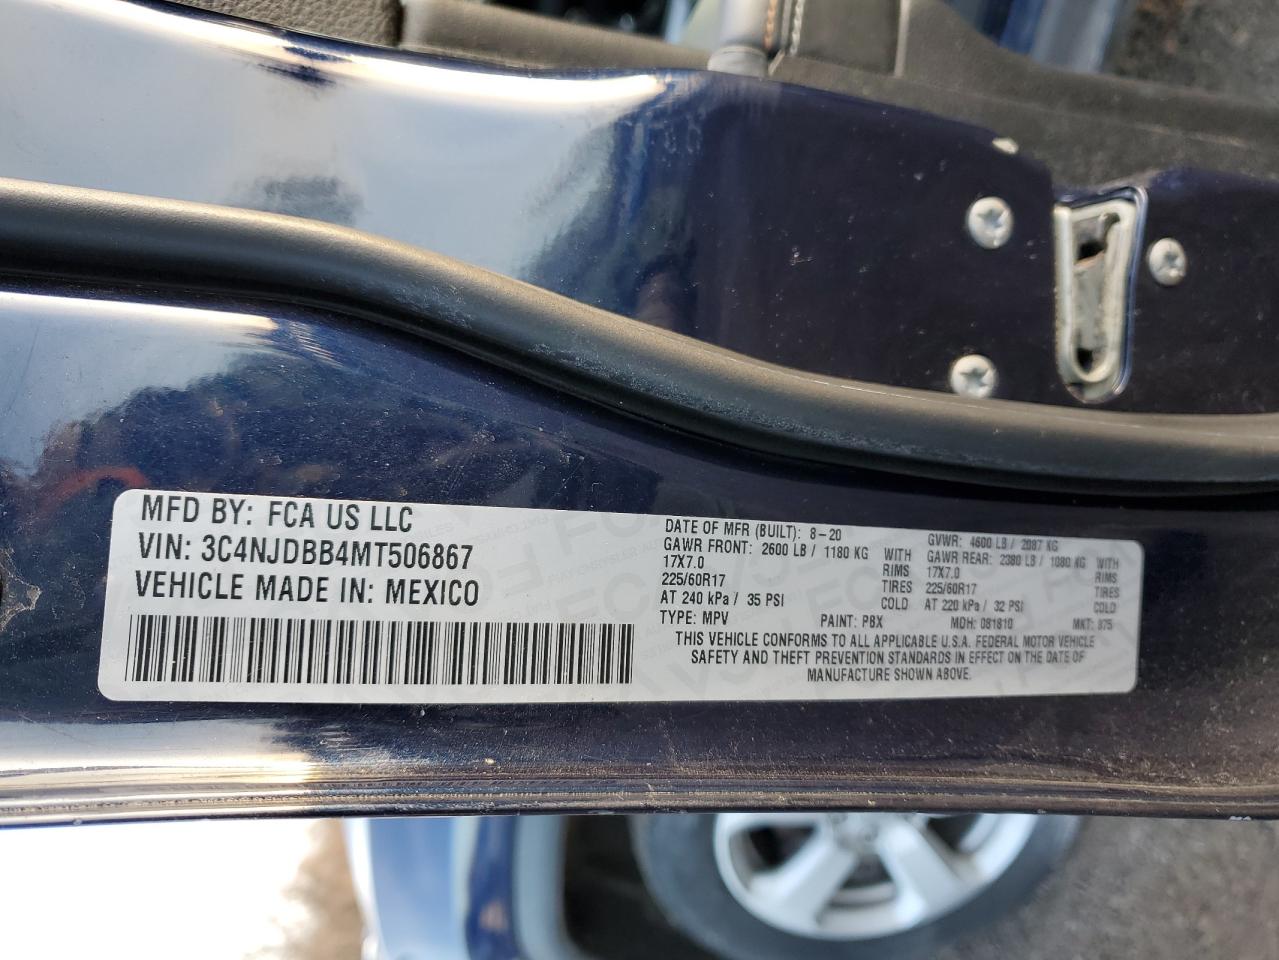 MFD BY: FCA US LLC
VIN: 3C4NJDBB4MT506867
VEHICLE MADE IN: MEXICO
DATE OF MFR (BUILT): 8-20 GVWR: 4600 LB / 2087 KG
GAWR FRONT: 2600 LB / 1180 KG WITH GAWR REAR: 2380 LB / 1080 KG WITH
17X7.0 RIMS 17X7.0 RIMS
225/60R17 TIRES 225/60R17 TIRES
AT 240 kPa / 35 PSI COLD AT 220 kPa / 32 PSI COLD
TYPE: MPV PAINT: PBX MDH: 081810 MKT: 875
THIS VEHICLE CONFORMS TO ALL APPLICABLE U.S.A. FEDERAL MOTOR VEHICLE
SAFETY AND THEFT PREVENTION STANDARDS IN EFFECT ON THE DATE OF
MANUFACTURE SHOWN ABOVE.